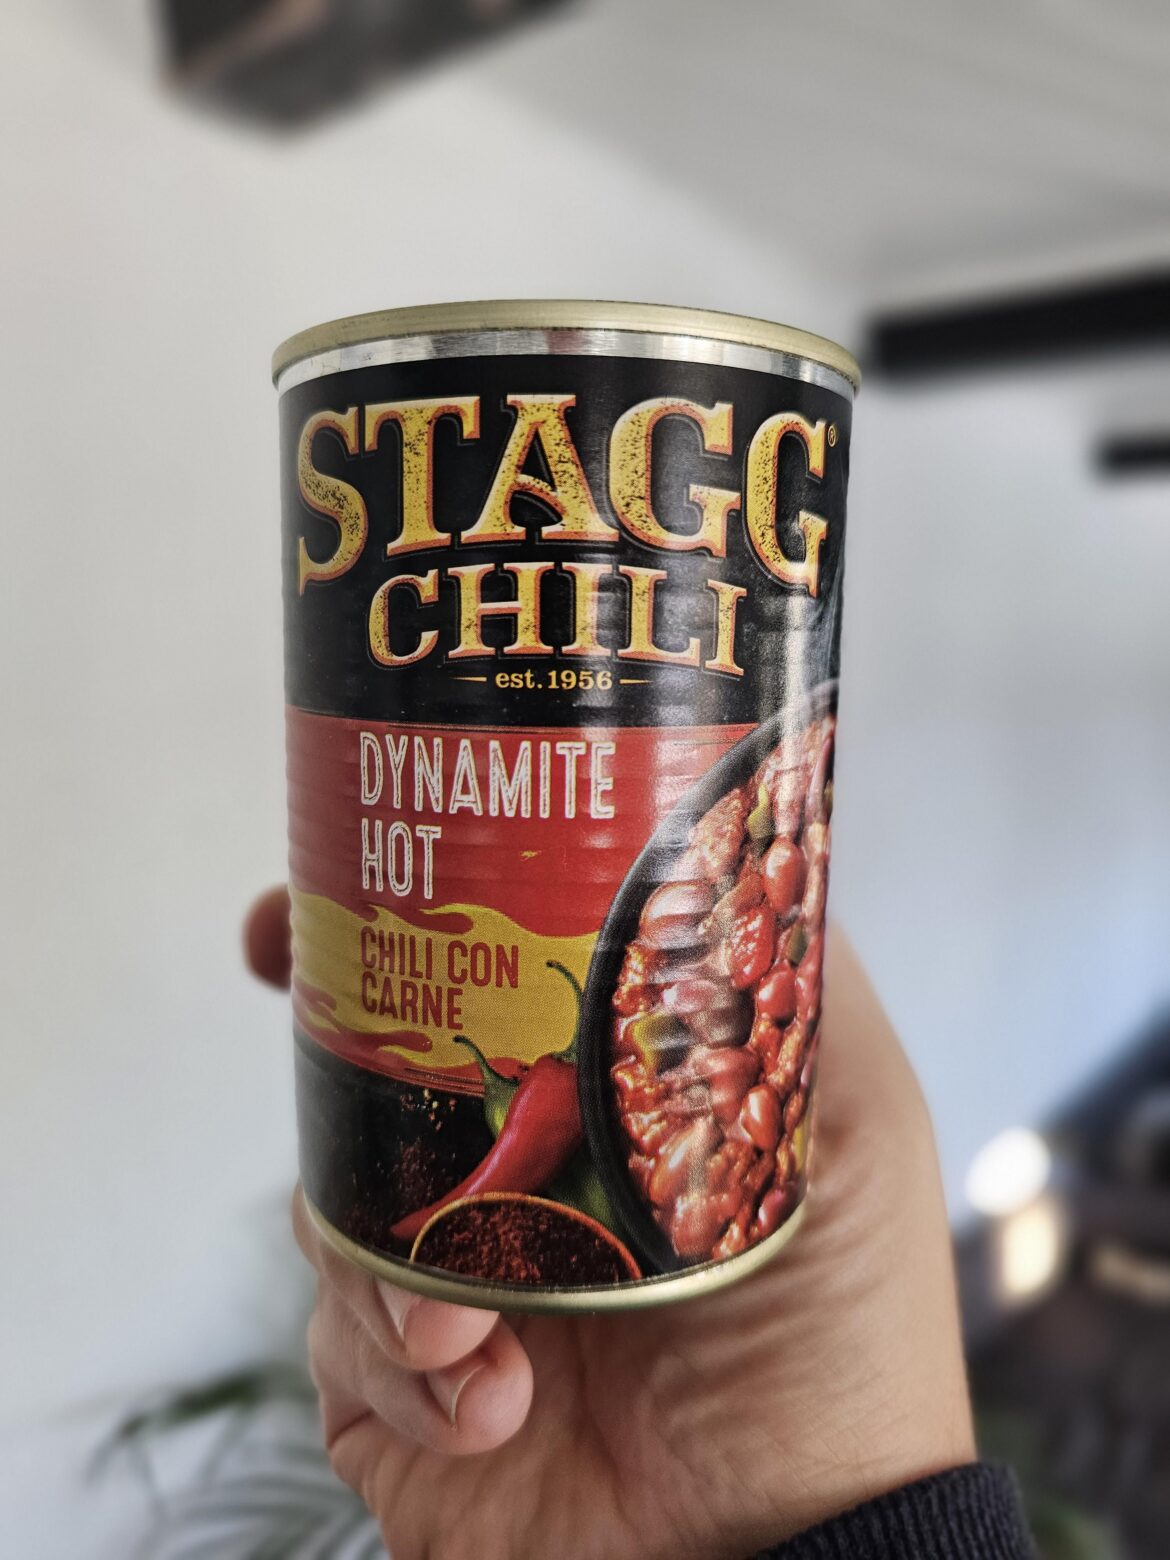 STAGG®
CHILI
est. 1956
DYNAMITE
HOT
CHILI CON
CARNE